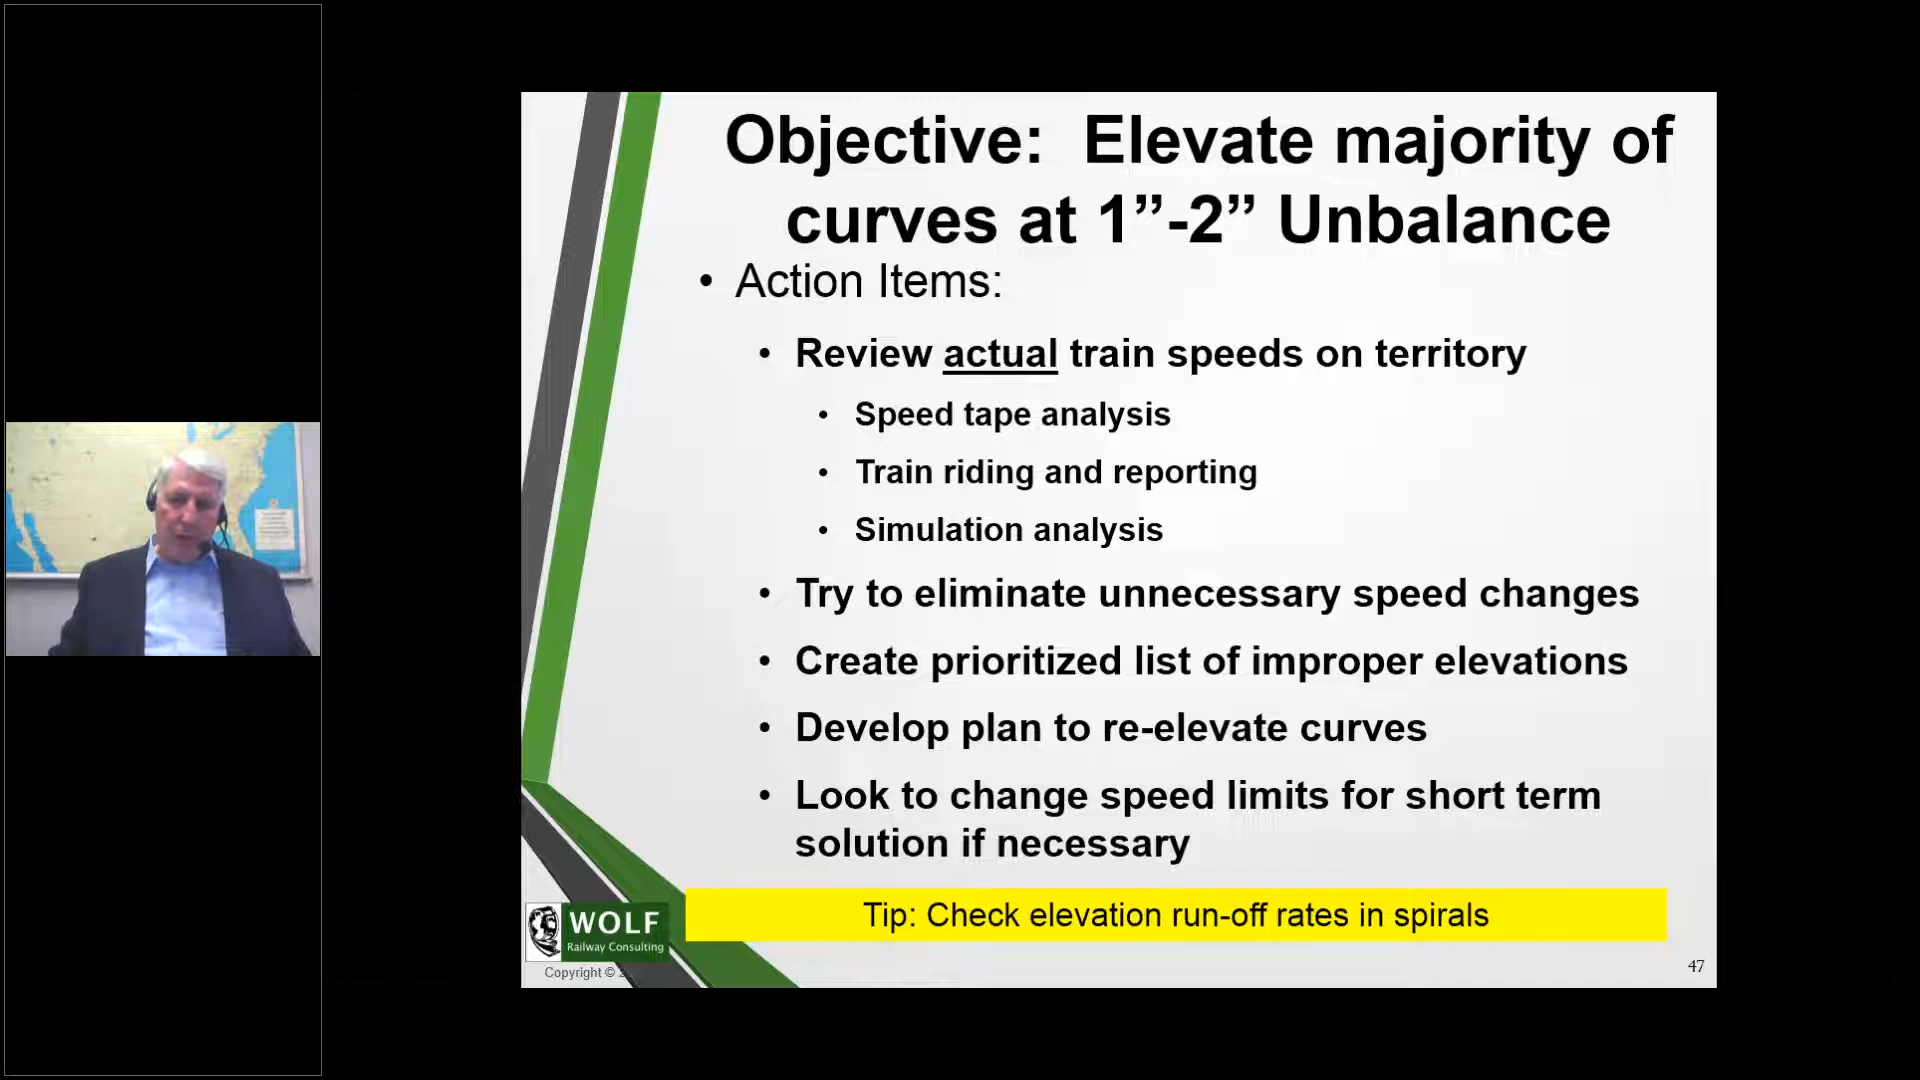 Objective:  Elevate majority of
curves at 1”-2” Unbalance
• Action Items:
• Review actual train speeds on territory
• Speed tape analysis
• Train riding and reporting
• Simulation analysis
• Try to eliminate unnecessary speed changes
• Create prioritized list of improper elevations
• Develop plan to re-elevate curves
• Look to change speed limits for short term
solution if necessary
Tip: Check elevation run-off rates in spirals
WOLF
Railway Consulting
Copyright ©
47